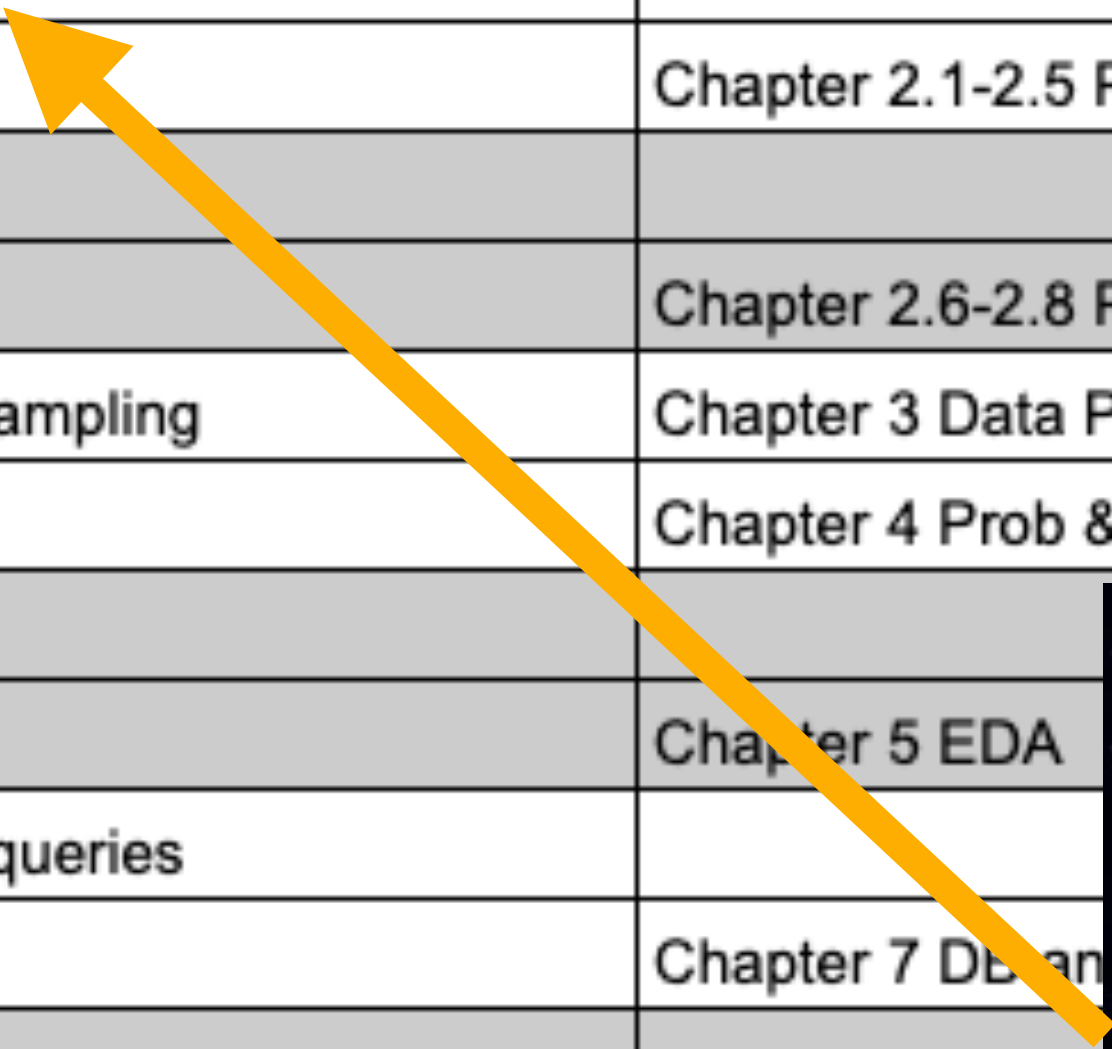 Chapter 2.1-2.5
Chapter 2.6-2.8
ampling Chapter 3 Data P
Chapter 4 Prob &
Chapter 5 EDA
queries
Chapter 7 DB an